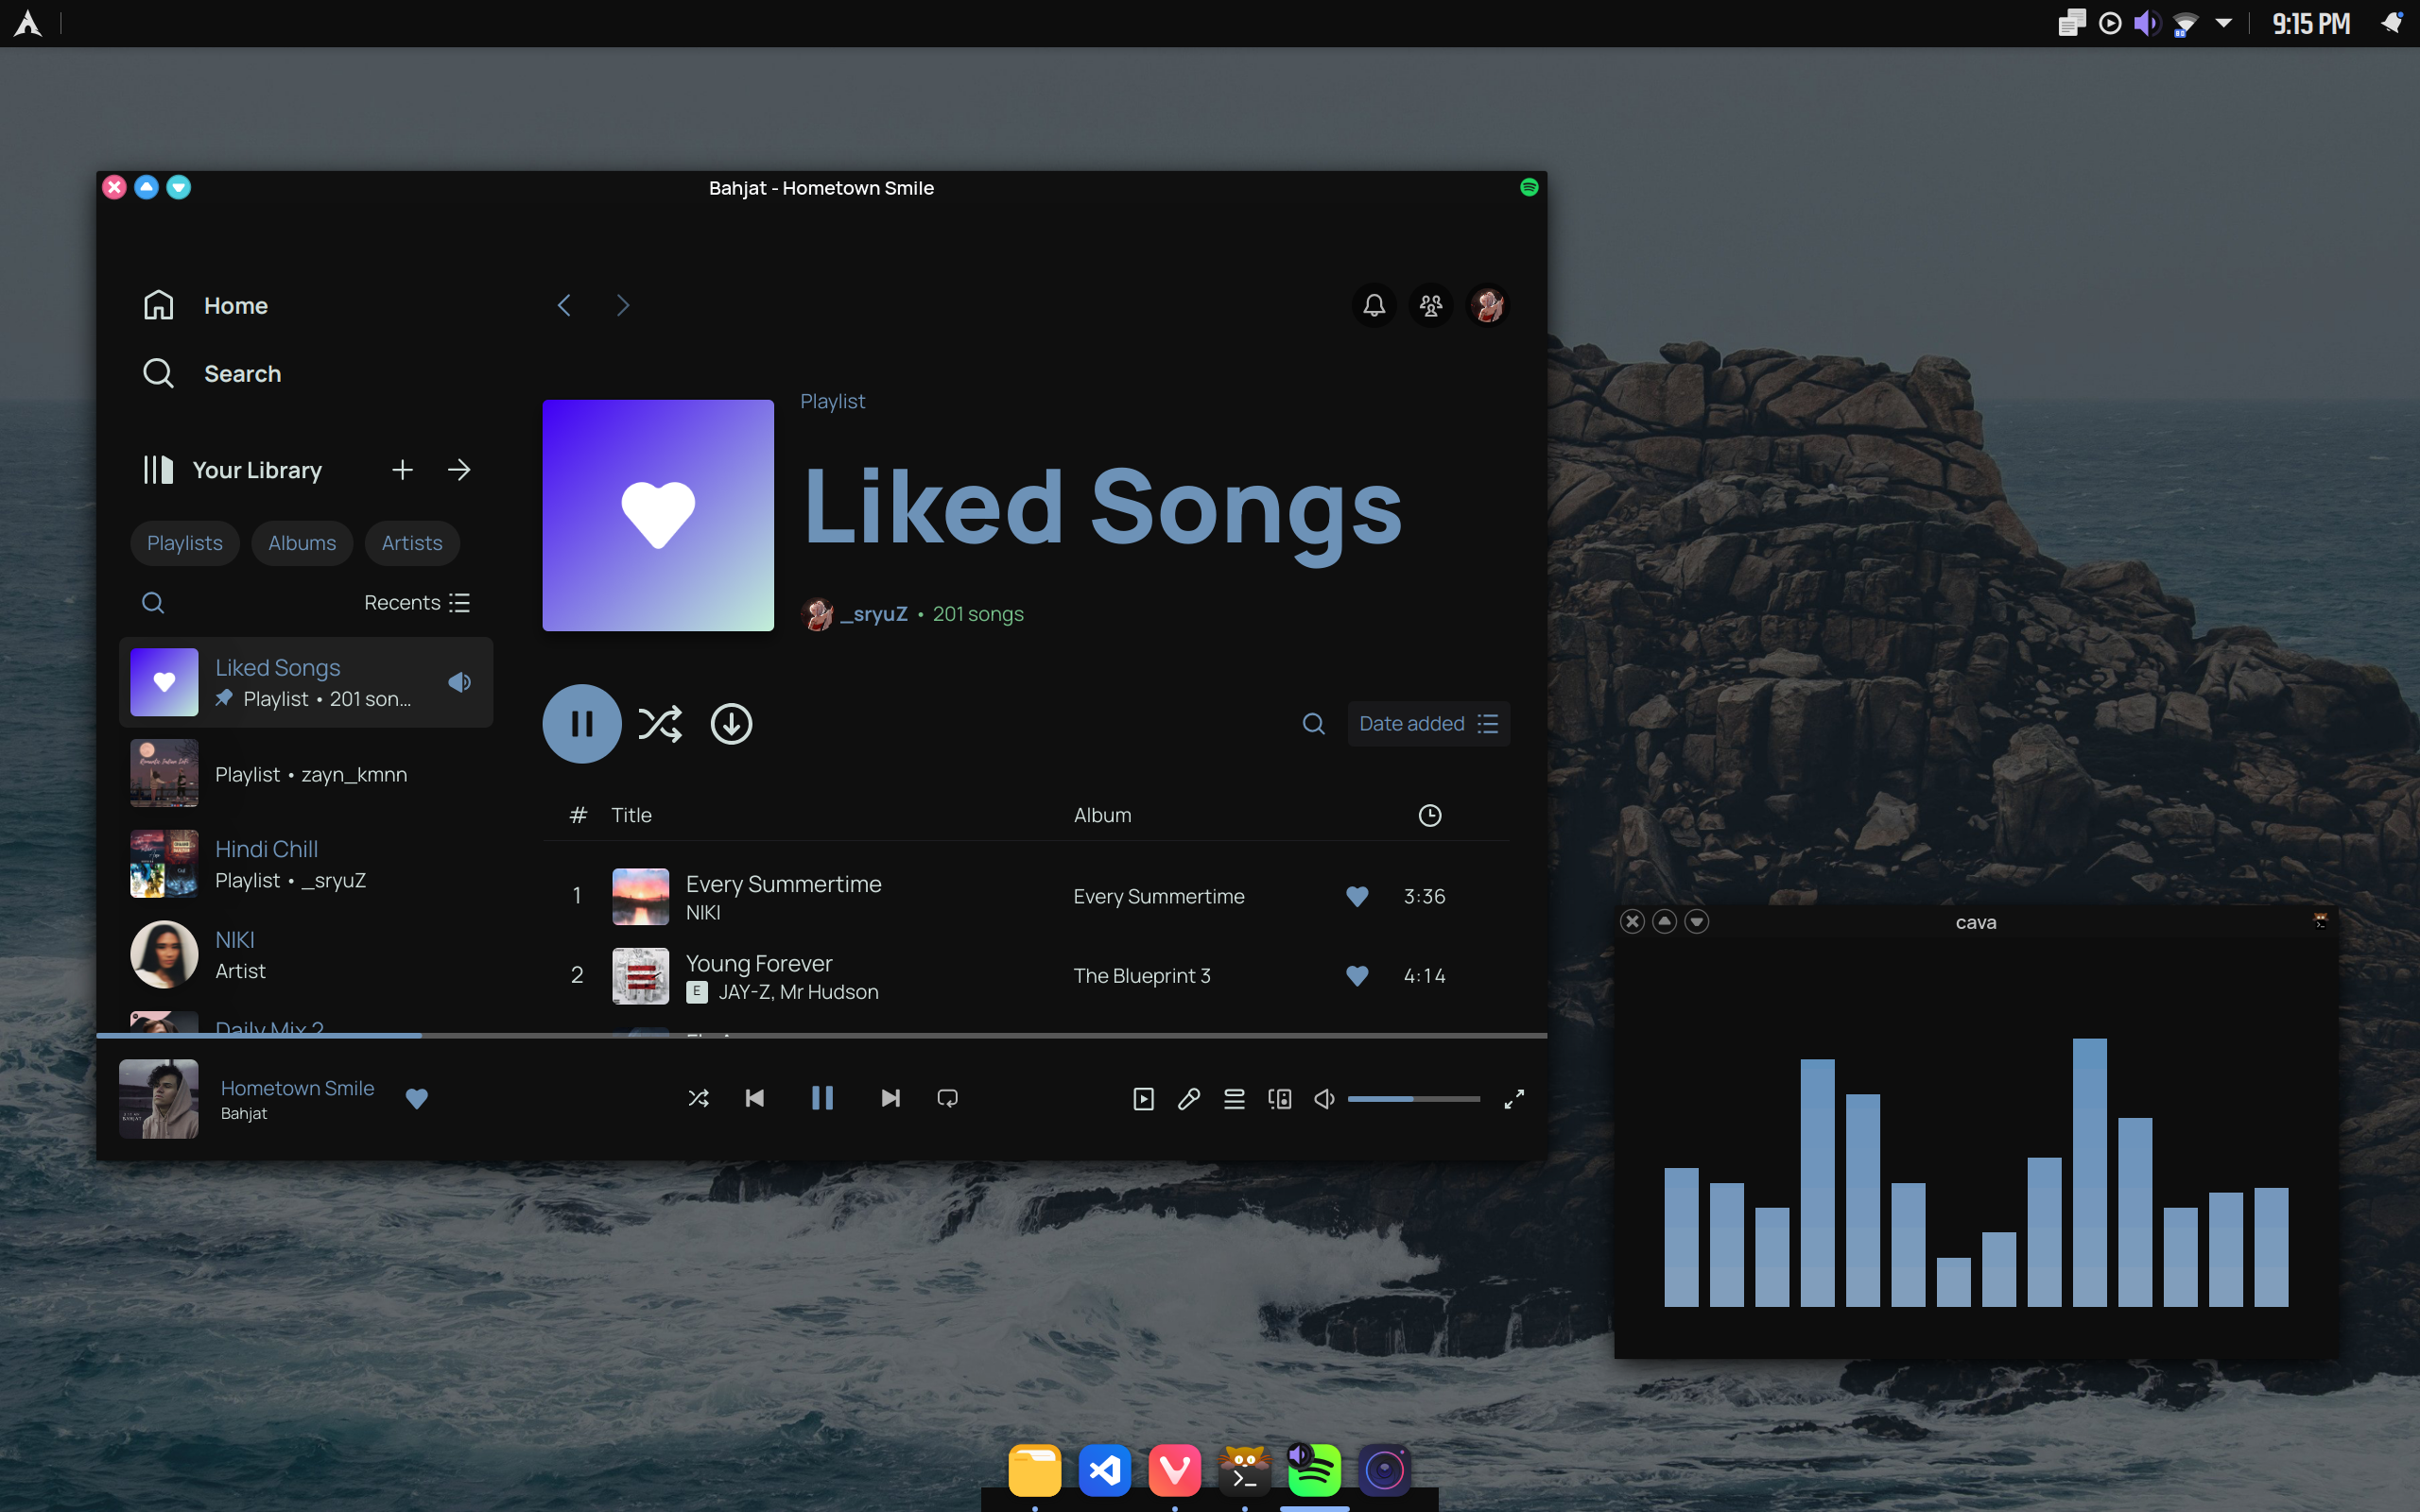 9:15 PM
Bahjat - Hometown Smile
Home
Search
Your Library
Playlists
Albums
Artists
Recents
Liked Songs
Playlist • 201 son...
Playlist • zayn_kmnn
Hindi Chill
Playlist • _sryuZ
NIKI
Artist
Daily Mix 2
Playlist
Liked Songs
_sryuZ • 201 songs
Date added
# Title Album
1 Every Summertime Every Summertime 3:36
NIKI
2 Young Forever The Blueprint 3 4:14
E JAY-Z, Mr Hudson
Hometown Smile
Bahjat
cava